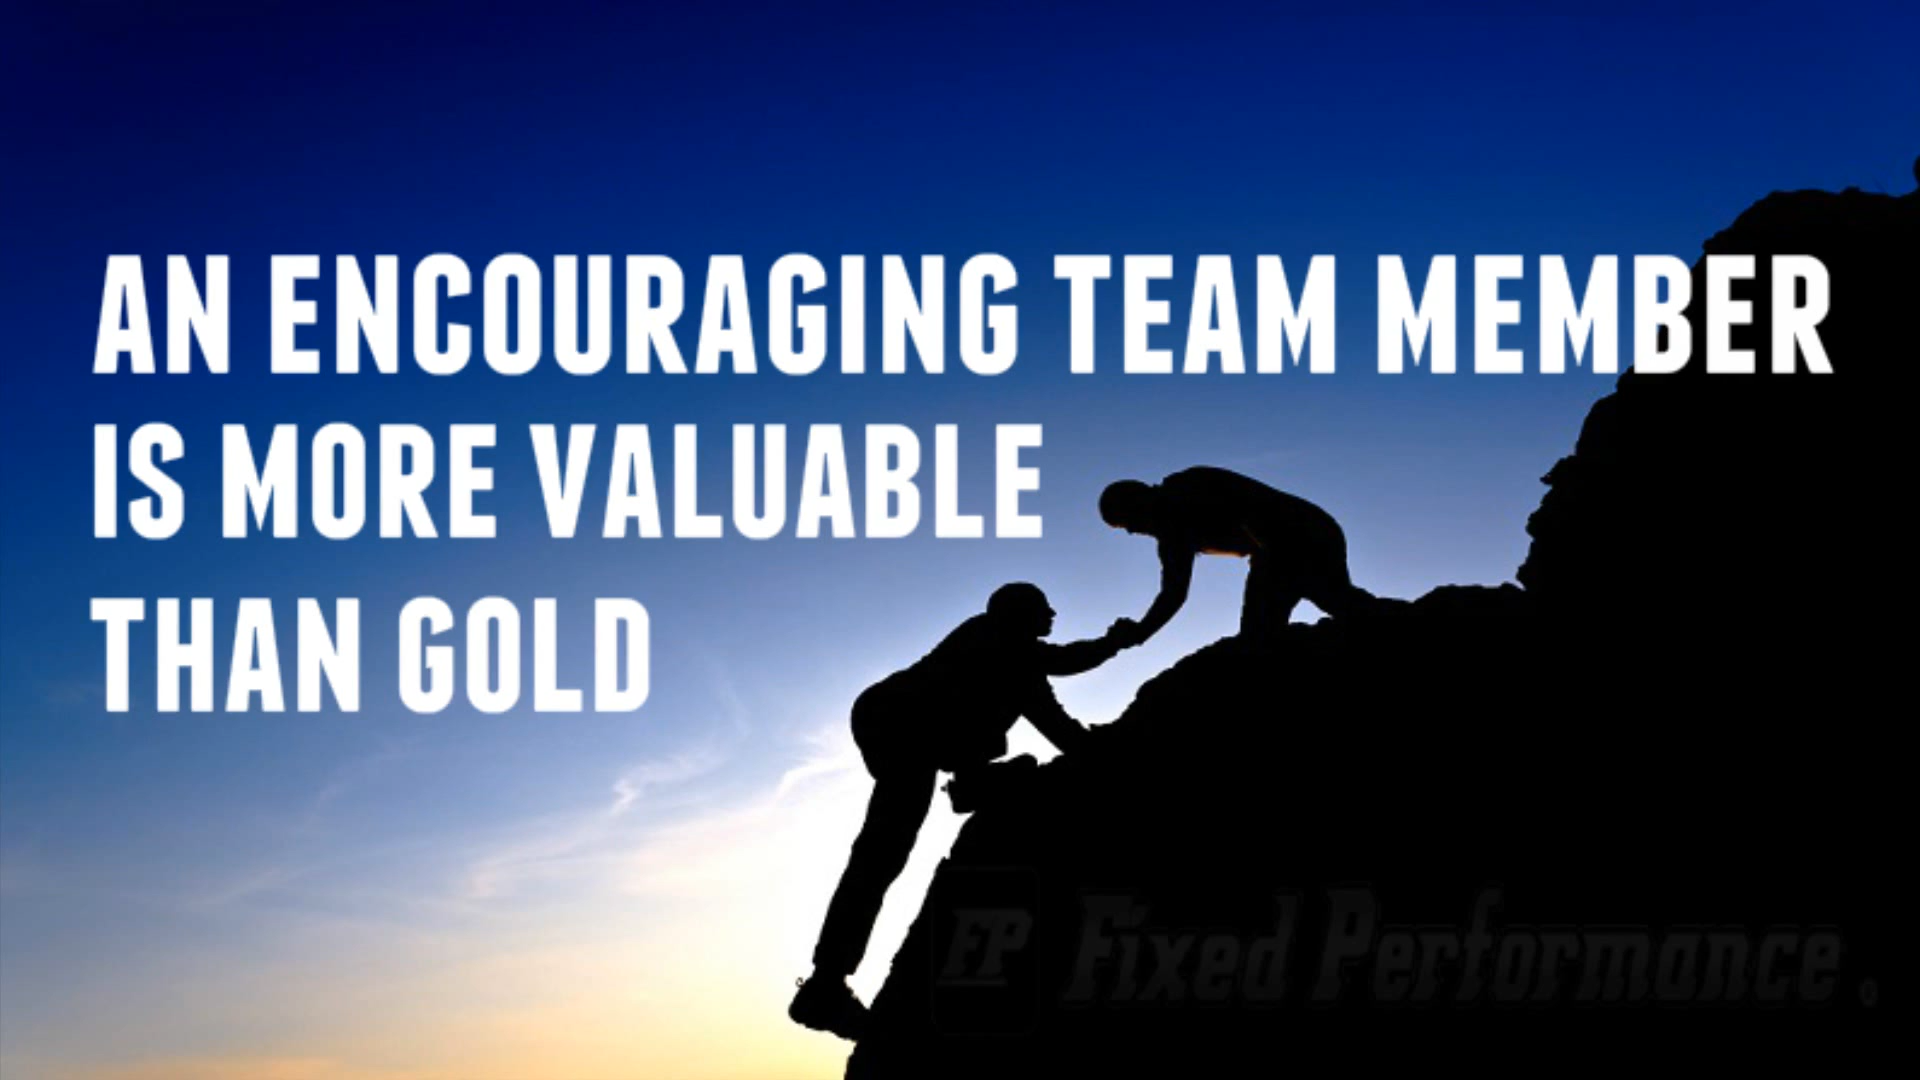 AN ENCOURAGING TEAM MEMBER
IS MORE VALUABLE
THAN GOLD
FP Fixed Performance